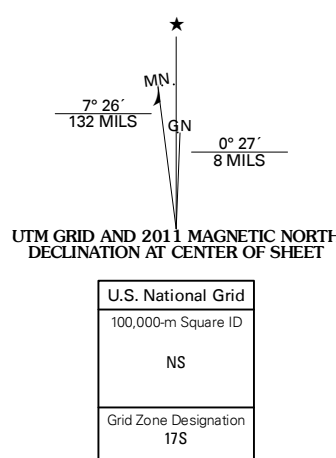 ★
MN.
GN
7° 26´
132 MILS
0° 27´
8 MILS
UTM GRID AND 2011 MAGNETIC NORTH
DECLINATION AT CENTER OF SHEET
U.S. National Grid
100,000-m Square ID
NS
Grid Zone Designation
17S